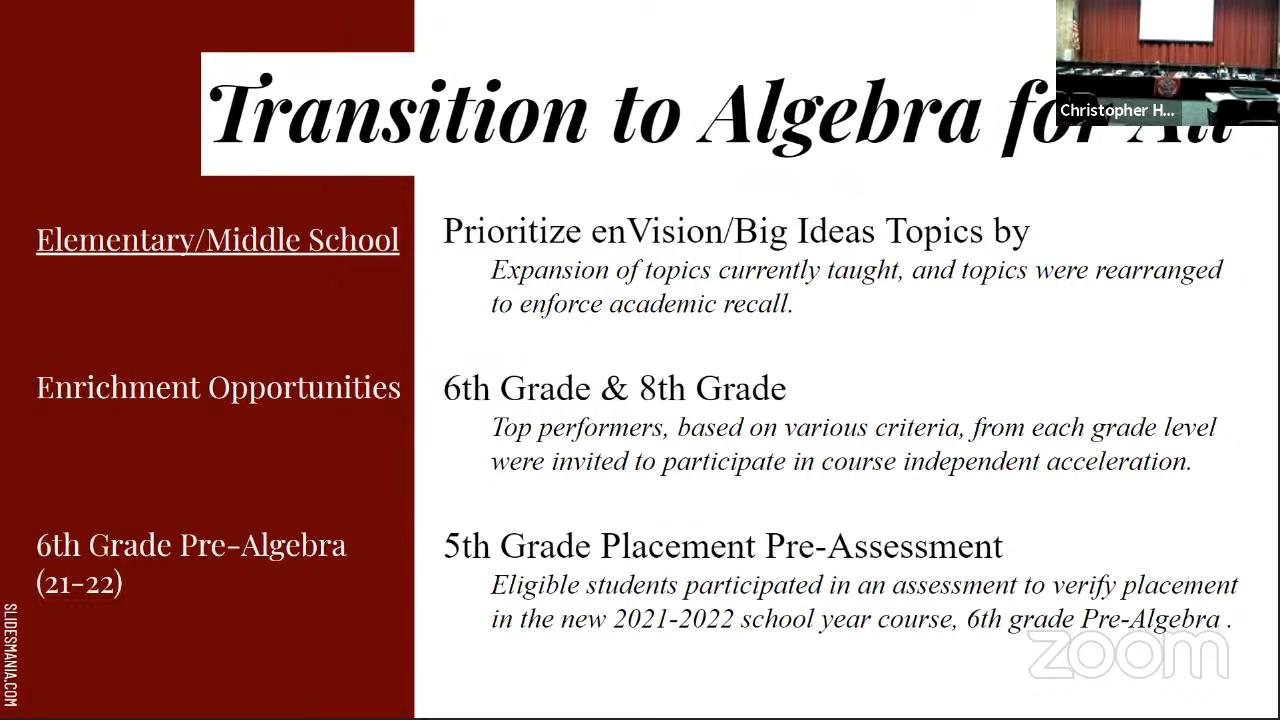 Transition to Algebra for All
Christopher H...
Elementary/Middle School
Prioritize enVision/Big Ideas Topics by
Expansion of topics currently taught, and topics were rearranged
to enforce academic recall.
Enrichment Opportunities
6th Grade & 8th Grade
Top performers, based on various criteria, from each grade level
were invited to participate in course independent acceleration.
6th Grade Pre-Algebra
(21-22)
5th Grade Placement Pre-Assessment
Eligible students participated in an assessment to verify placement
in the new 2021-2022 school year course, 6th grade Pre-Algebra .
SLIDESMANIA.COM
zoom